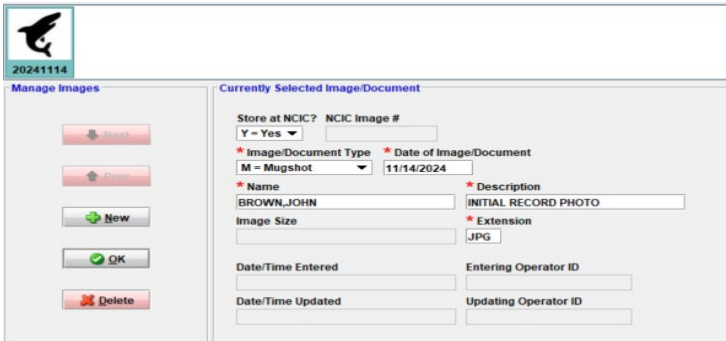 20241114
Manage Images
Currently Selected Image/Document
Store at NCIC? NCIC Image #
Y = Yes
Next
* Image/Document Type * Date of Image/Document
M = Mugshot 11/14/2024
Prev
* Name * Description
BROWN,JOHN INITIAL RECORD PHOTO
New
Image Size * Extension
JPG
OK
Date/Time Entered Entering Operator ID
Delete
Date/Time Updated Updating Operator ID